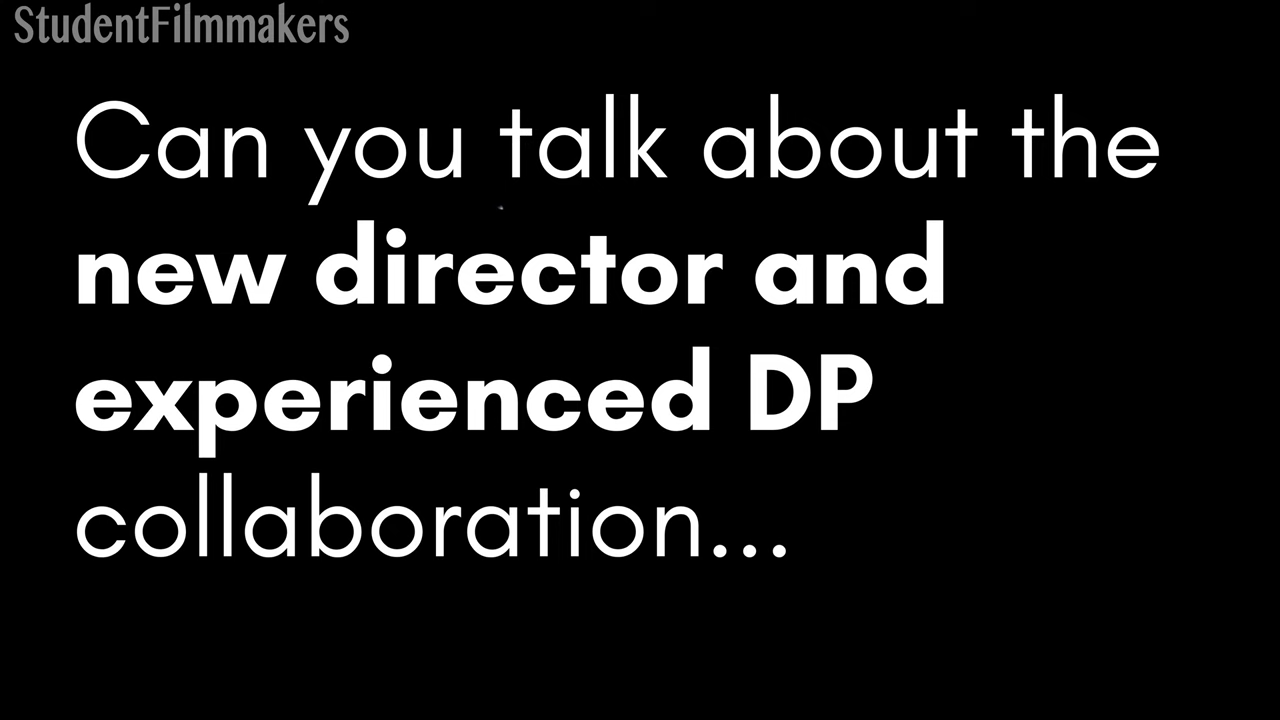 StudentFilmmakers
Can you talk about the
new director and
experienced DP
collaboration...